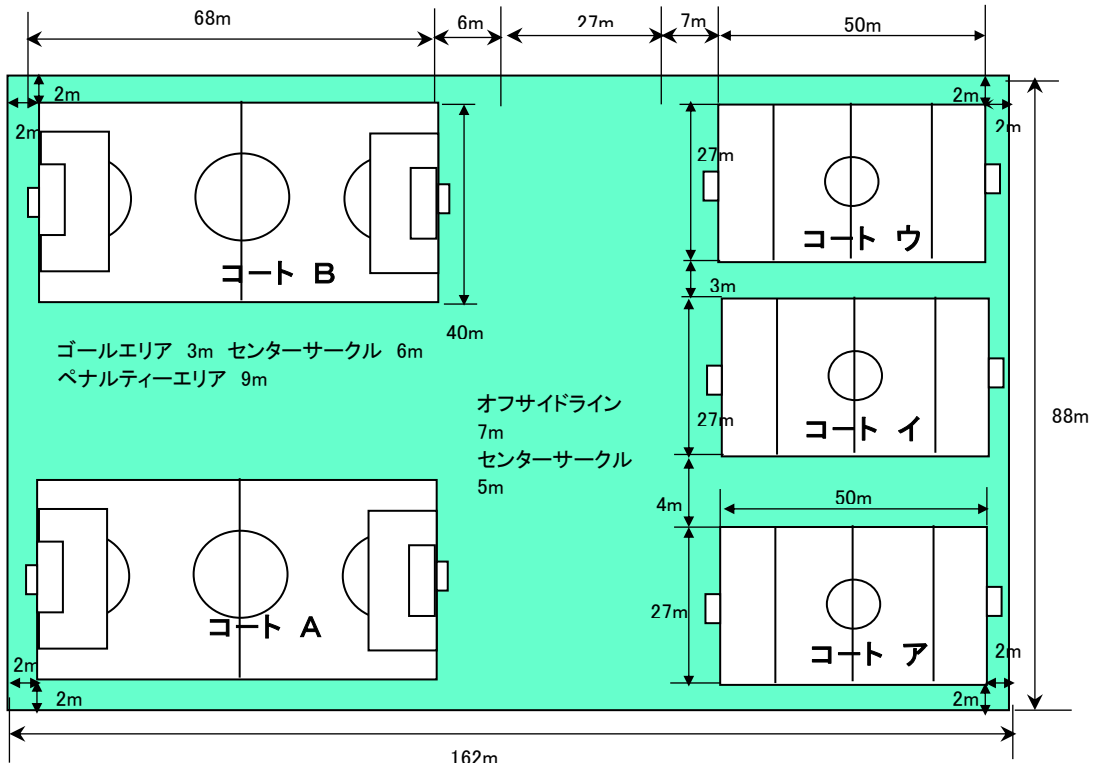 68m
6m
27m
7m
50m
2m
2m
2m
2m
27m
コート ウ
コート B
3m
40m
ゴールエリア 3m センターサークル 6m
ペナルティーエリア 9m
オフサイドライン
7m
センターサークル
5m
27m
コート イ
88m
4m
50m
27m
コート A
コート ア
2m
2m
2m
2m
162m